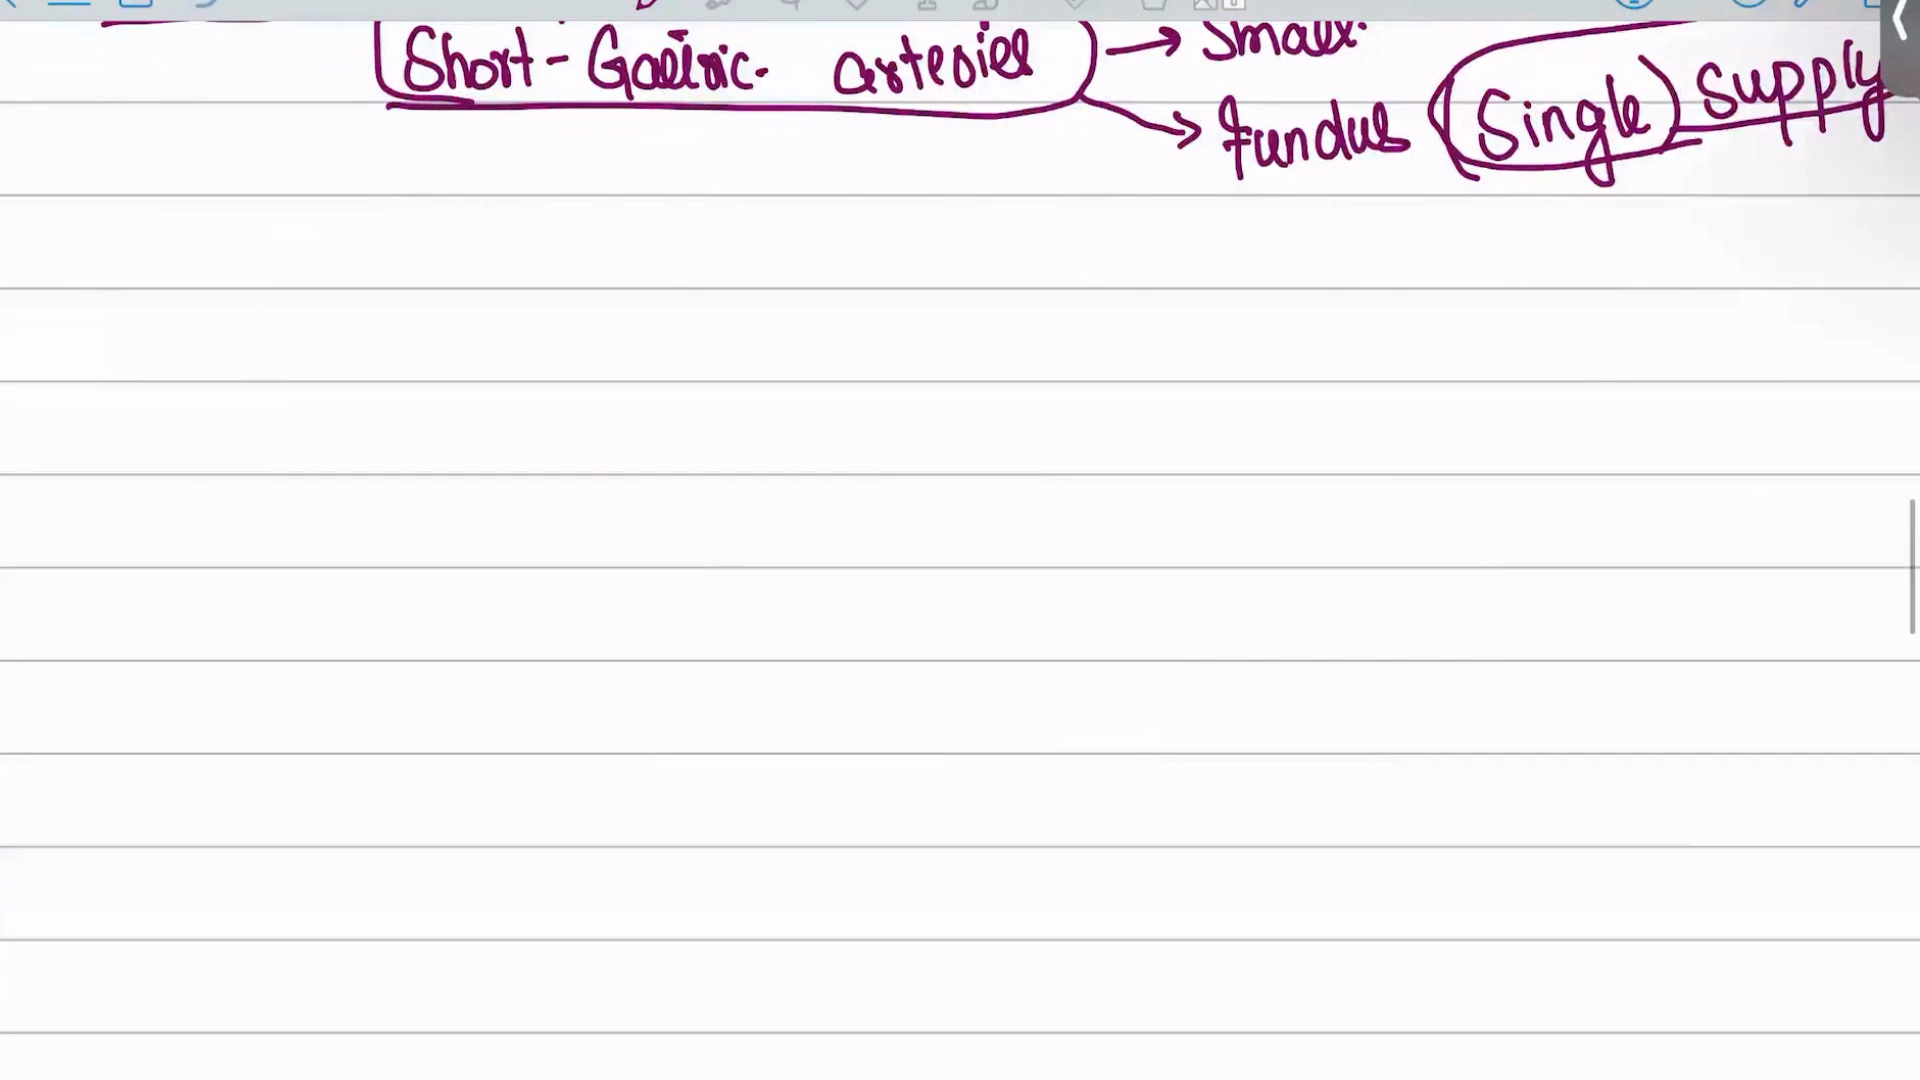 Short - Gastric. arteries → Small.
→ fundus (Single) Supply